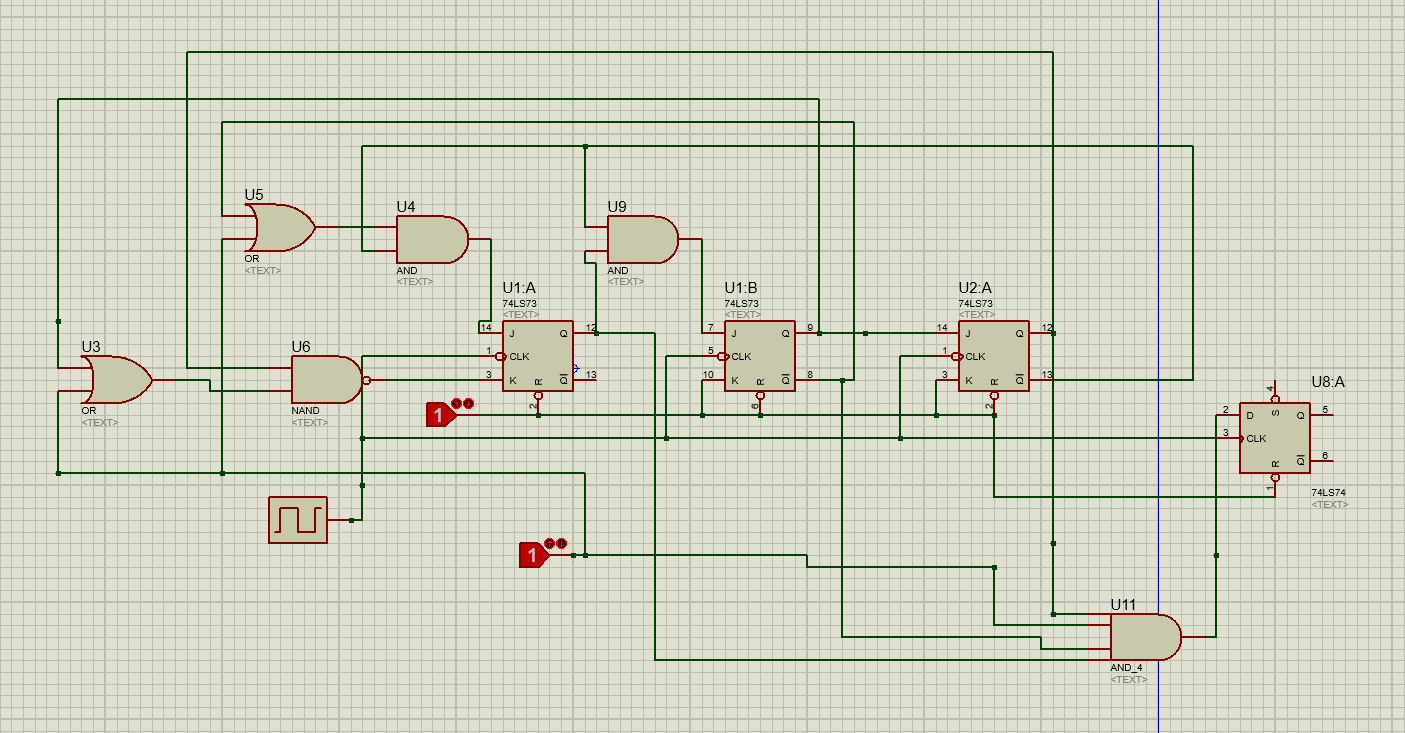 U5
OR
<TEXT>
U4
AND
<TEXT>
U9
AND
<TEXT>
U3
OR
<TEXT>
U6
NAND
<TEXT>
U1:A
74LS73
<TEXT>
14 J Q 12
1 CLK
3 K R QI 13
2
U1:B
74LS73
<TEXT>
7 J Q 9
5 CLK
10 K R QI 8
6
U2:A
74LS73
<TEXT>
14 J Q 12
1 CLK
3 K R QI 13
2
1
1
U8:A
4
2 D S Q 5
3 CLK
R QI 6
1
74LS74
<TEXT>
U11
AND_4
<TEXT>